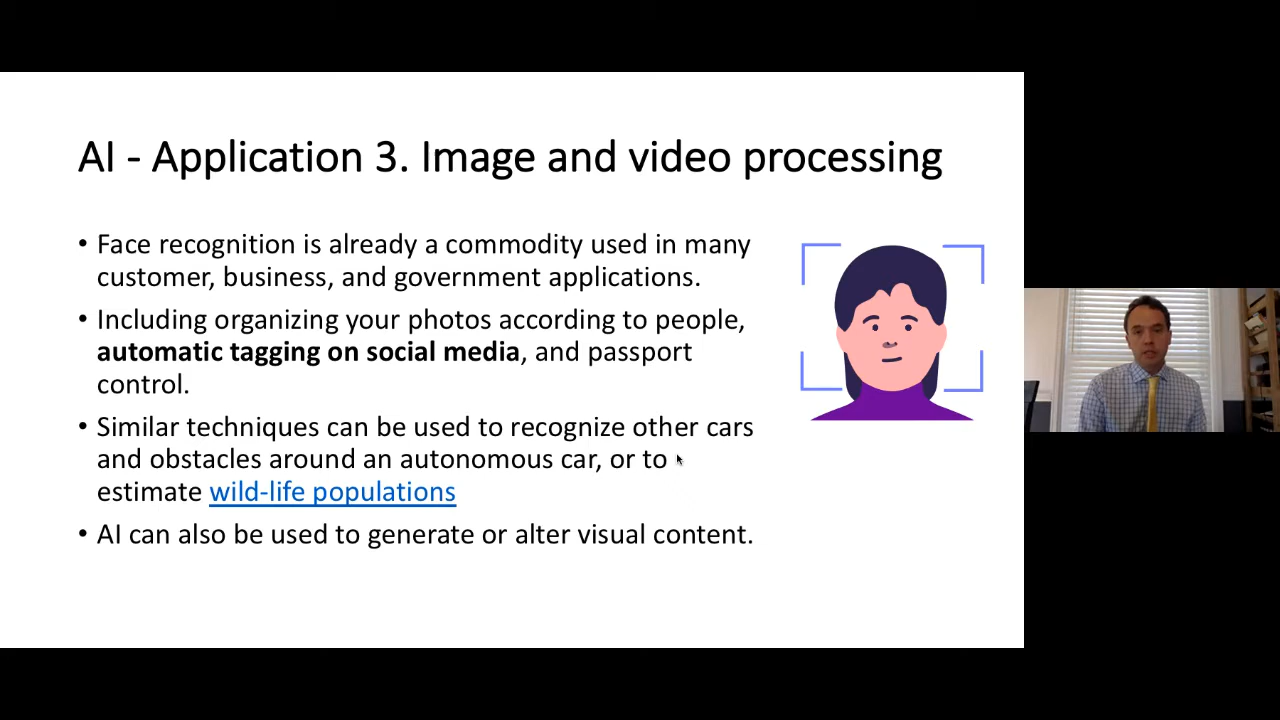 AI - Application 3. Image and video processing
• Face recognition is already a commodity used in many
customer, business, and government applications.
• Including organizing your photos according to people,
automatic tagging on social media, and passport
control.
• Similar techniques can be used to recognize other cars
and obstacles around an autonomous car, or to
estimate wild-life populations
• AI can also be used to generate or alter visual content.